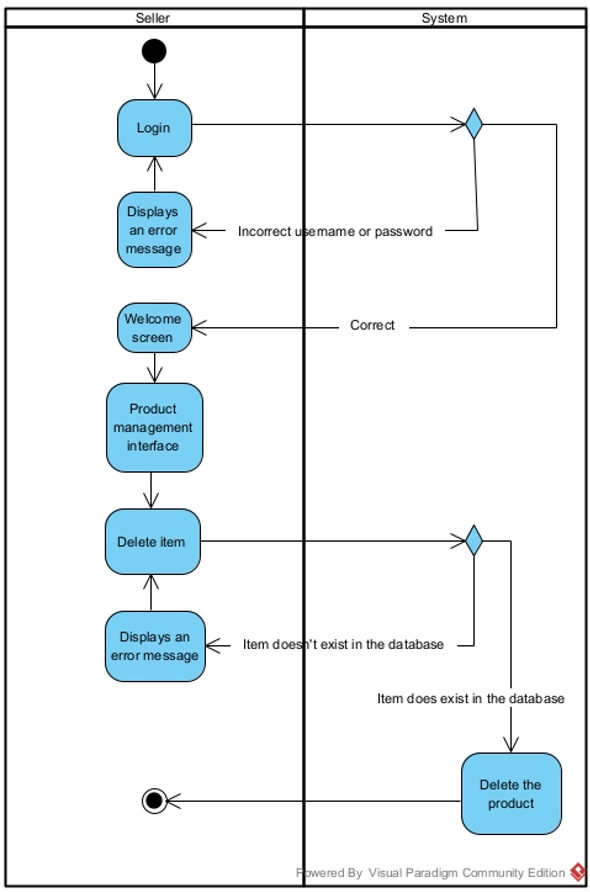 Seller
System
Login
Displays
an error
message
Incorrect username or password
Welcome
screen
Correct
Product
management
interface
Delete item
Displays an
error message
Item doesn't exist in the database
Item does exist in the database
Delete the
product
Powered By Visual Paradigm Community Edition